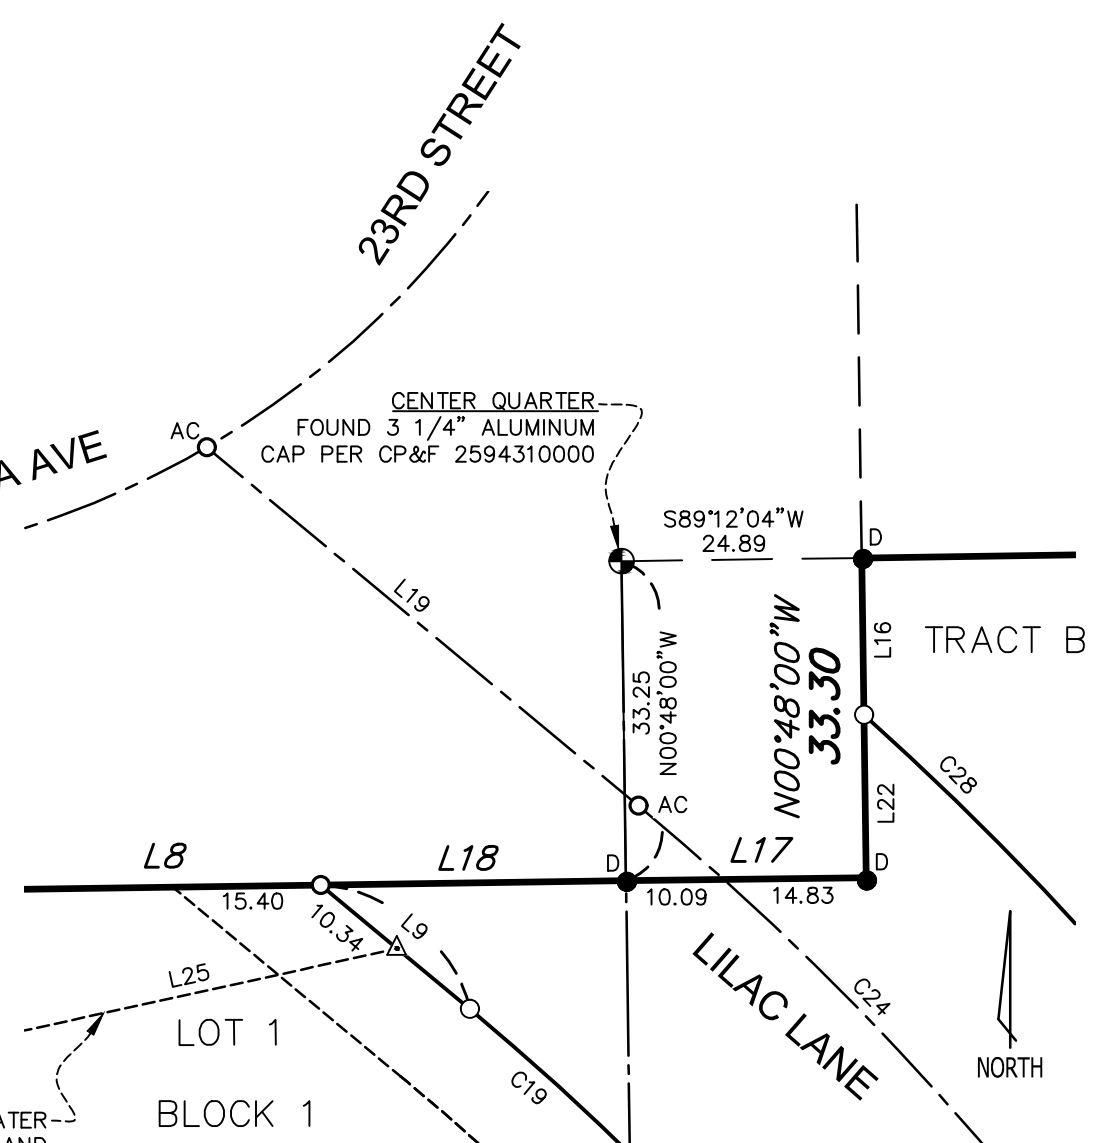 23RD STREET
A AVE
AC
CENTER QUARTER
FOUND 3 1/4" ALUMINUM
CAP PER CP&F 2594310000
S89°12'04"W
24.89
D
L19
L16
TRACT B
33.25
N00°48'00"W
N00°48'00"W
33.30
C28
AC
L22
L8
L18
D
L17
D
15.40
10.09
14.83
10.34
L9
L25
LILAC LANE
C24
LOT 1
NORTH
C19
BLOCK 1
ATER
AND